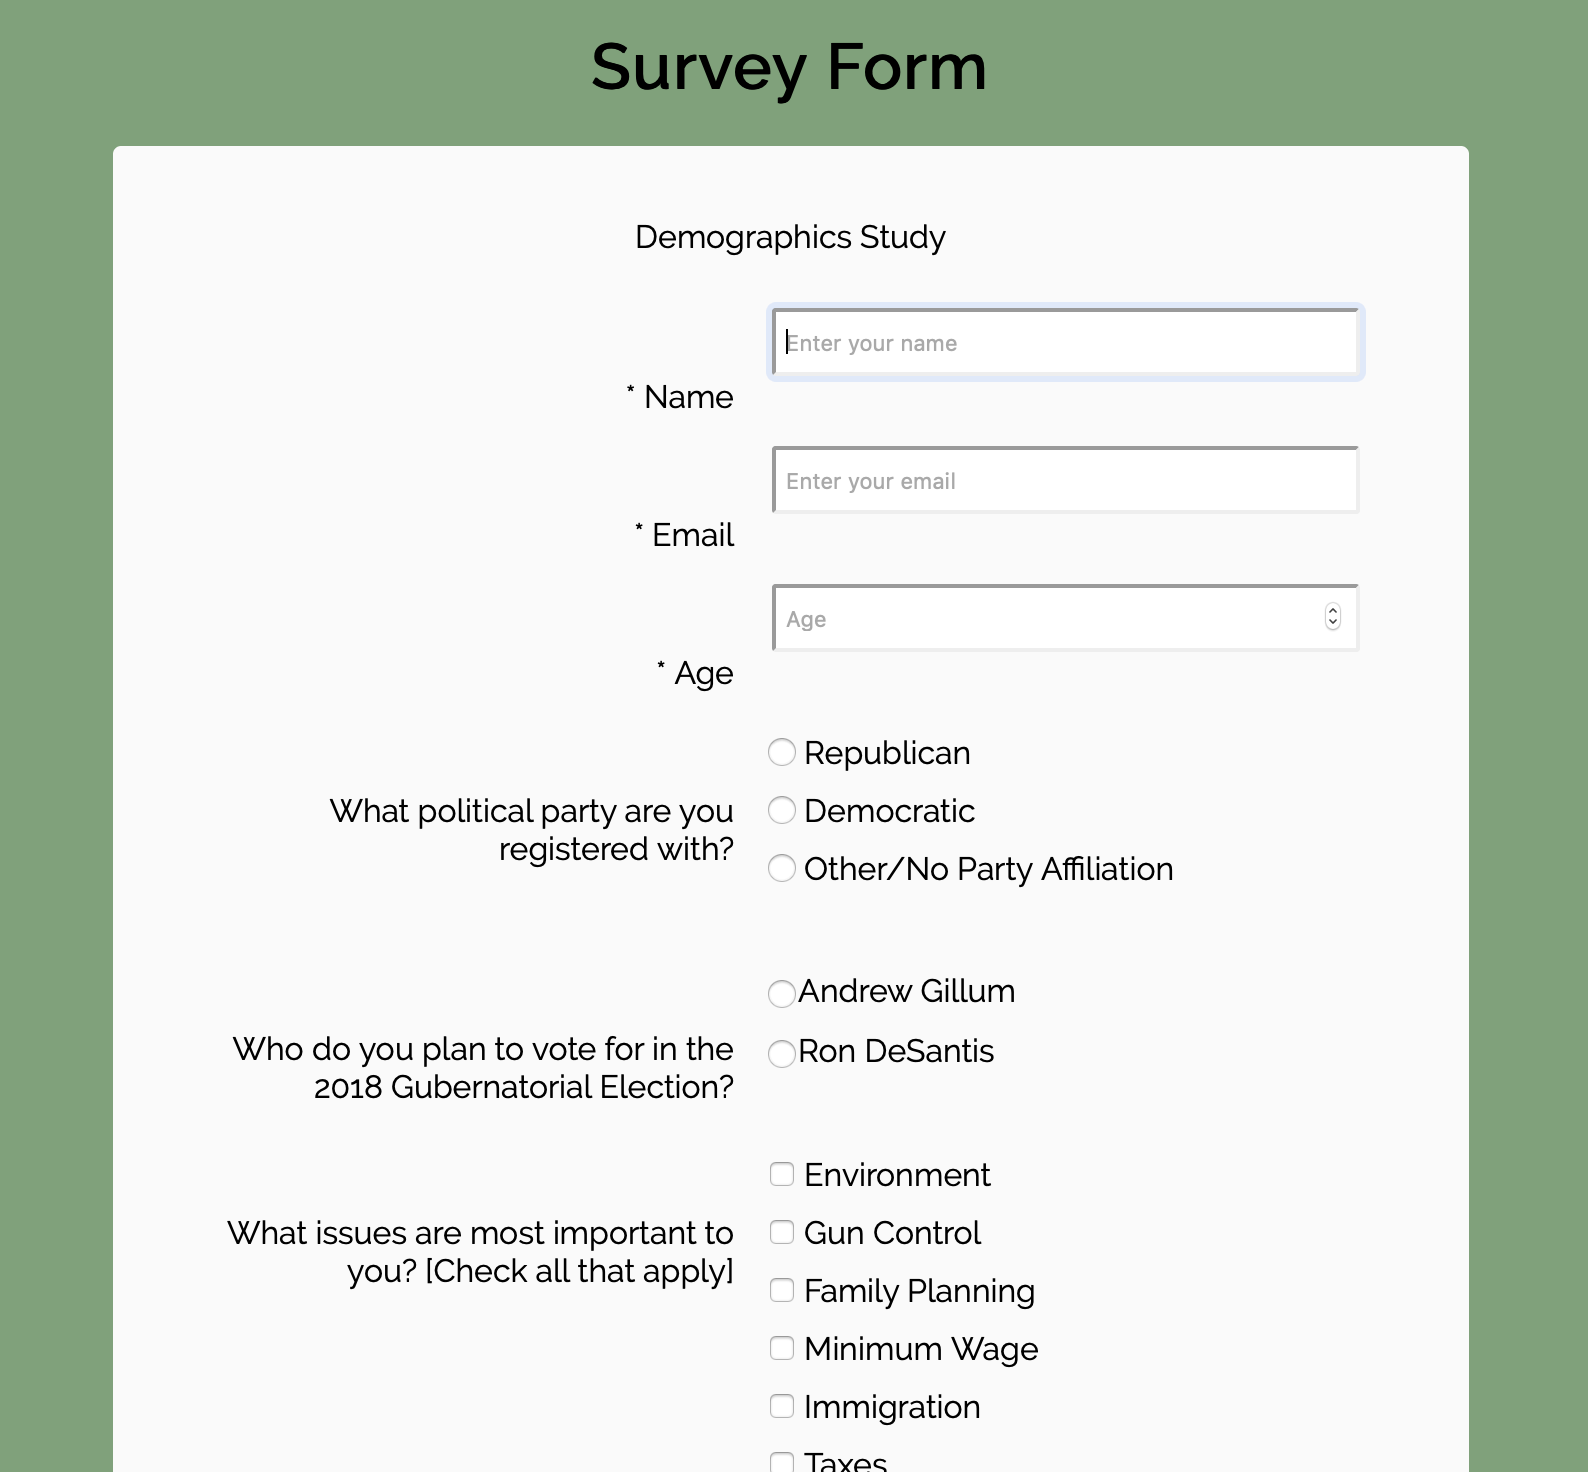 Survey Form
Demographics Study
Enter your name
* Name
Enter your email
* Email
Age
* Age
What political party are you
registered with?
Republican
Democratic
Other/No Party Affiliation
Who do you plan to vote for in the
2018 Gubernatorial Election?
Andrew Gillum
Ron DeSantis
What issues are most important to
you? [Check all that apply]
Environment
Gun Control
Family Planning
Minimum Wage
Immigration
Taxes